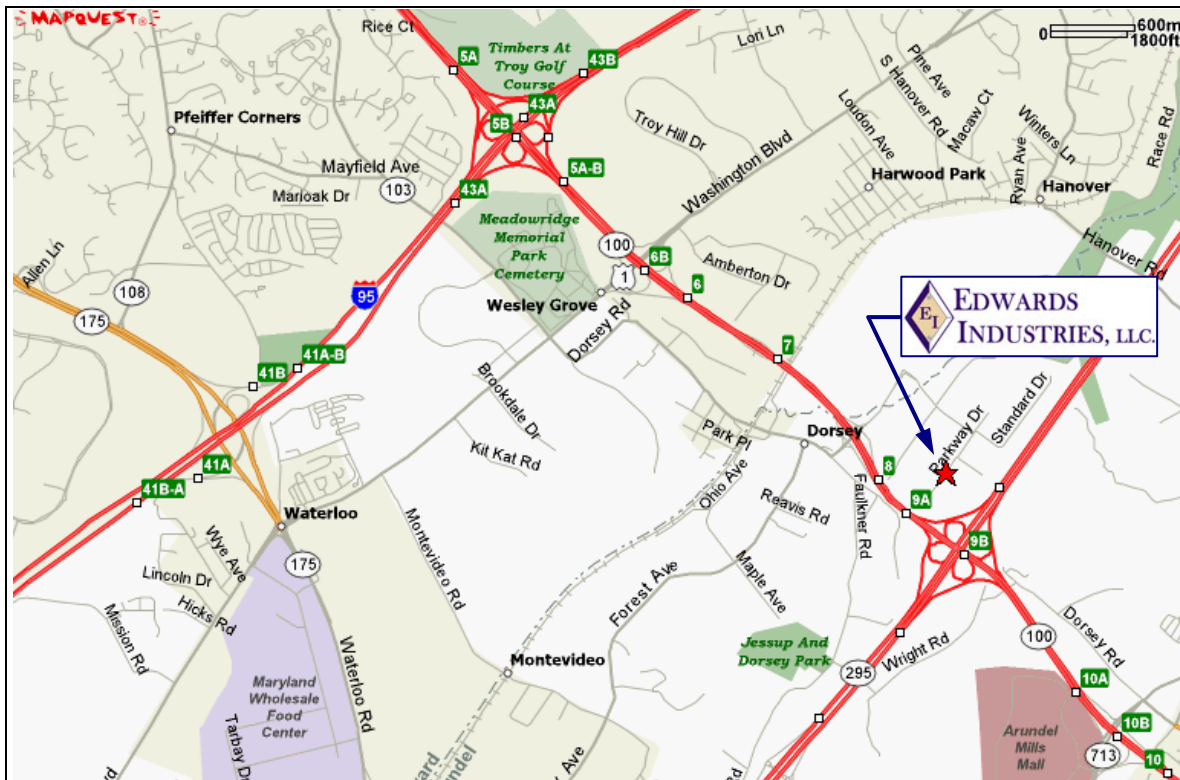 MAPQUEST
Rice Ct
5A
Timbers At
Troy Golf
Course
43B
Lori Ln
600m
0
1800ft
Pine Ave
S Hanover Rd
Macaw Ct
Loudon Ave
Winters Ln
Race Rd
Ryan Ave
Pfeiffer Corners
43A
5B
Troy Hill Dr
Washington Blvd
Mayfield Ave
103
Marioak Dr
43A
5A-B
Harwood Park
Hanover
Meadowridge
Memorial
Park
Cemetery
100
6B
1
Amberton Dr
6
Hanover Rd
Allen Ln
108
95
175
Wesley Grove
Dorsey Rd
EI
EDWARDS
INDUSTRIES, LLC.
7
41A-B
41B
Brookdale Dr
Kit Kat Rd
Park Pl
Dorsey
Parkway Dr
Standard Dr
41A
41B-A
8
9A
Ohio Ave
Reavis Rd
Faulkner Rd
9B
Waterloo
175
Wye Ave
Lincoln Dr
Hicks Rd
Mission Rd
Montevideo Rd
Maple Ave
Forest Ave
Dorsey Rd
100
Jessup And
Dorsey Park
Wright Rd
295
Montevideo
Waterloo Rd
Maryland
Wholesale
Food
Center
Tarbay Dr
10A
10B
Arundel
Mills
Mall
713
10